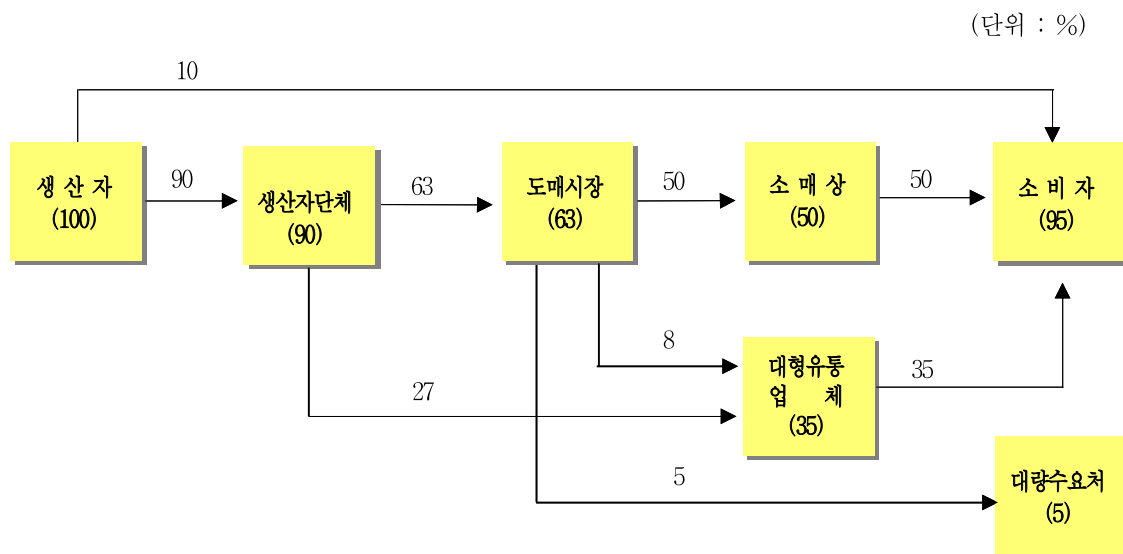 (단위 : %)
10
생 산 자
(100)
90
생산자단체
(90)
63
도매시장
(63)
50
소 매 상
(50)
50
소 비 자
(95)
8
27
대형유통
업 체
(35)
35
5
대량수요처
(5)